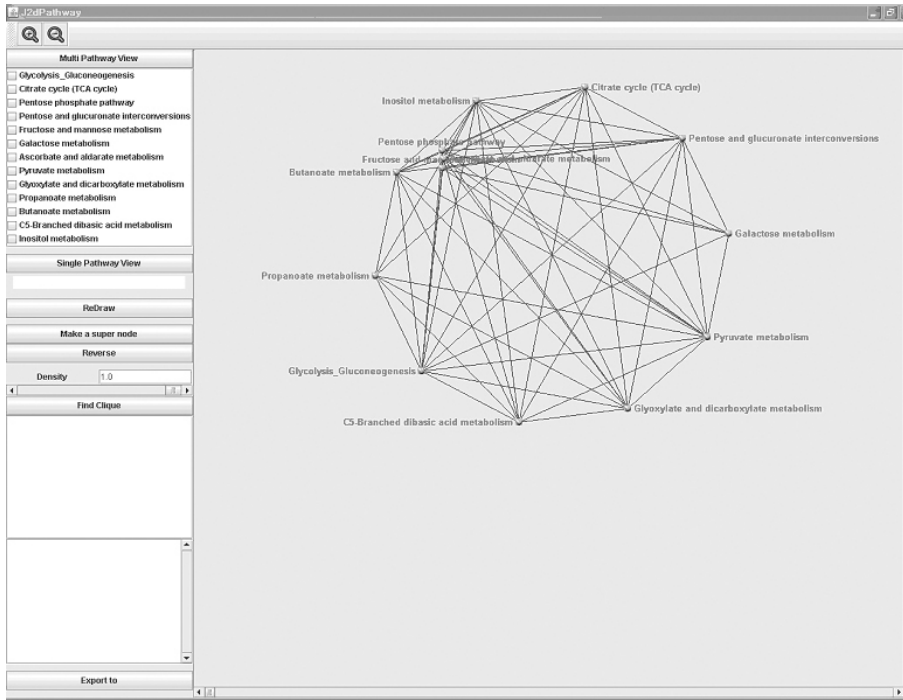 J2dPathway
Multi Pathway View
Glycolysis_Gluconeogenesis
Citrate cycle (TCA cycle)
Pentose phosphate pathway
Pentose and glucuronate interconversions
Fructose and mannose metabolism
Galactose metabolism
Ascorbate and aldarate metabolism
Pyruvate metabolism
Glyoxylate and dicarboxylate metabolism
Propanoate metabolism
Butanoate metabolism
C5-Branched dibasic acid metabolism
Inositol metabolism
Single Pathway View
ReDraw
Make a super node
Reverse
Density 1.0
Find Clique
Export to
Citrate cycle (TCA cycle)
Inositol metabolism
Pentose and glucuronate interconversions
Pentose phosphate pathway
Fructose and
metabolism
Butanoate metabolism
Galactose metabolism
Propanoate metabolism
Pyruvate metabolism
Glycolysis_Gluconeogenesis
Glyoxylate and dicarboxylate metabolism
C5-Branched dibasic acid metabolism